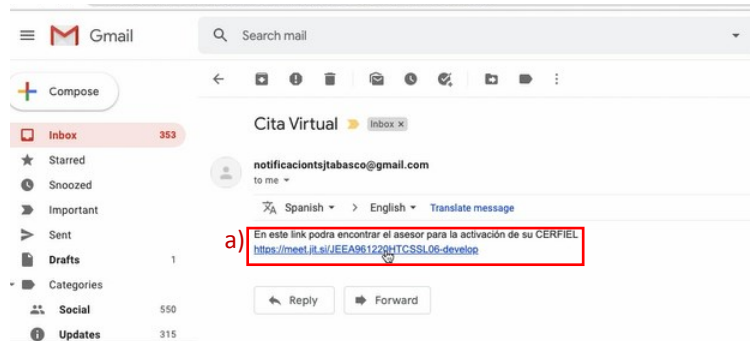 Gmail
Search mail
Compose
Cita Virtual Inbox x
Inbox 353
notificaciontsjtabasco@gmail.com
Starred
to me
Snoozed
Important
Spanish > English Translate message
Sent
a) En este link podra encontrar el asesor para la activación de su CERFIEL
https://meet.jit.si/JEEA961220HTCSSL06-develop
Drafts 1
Categories
Reply Forward
Social 550
Updates 315